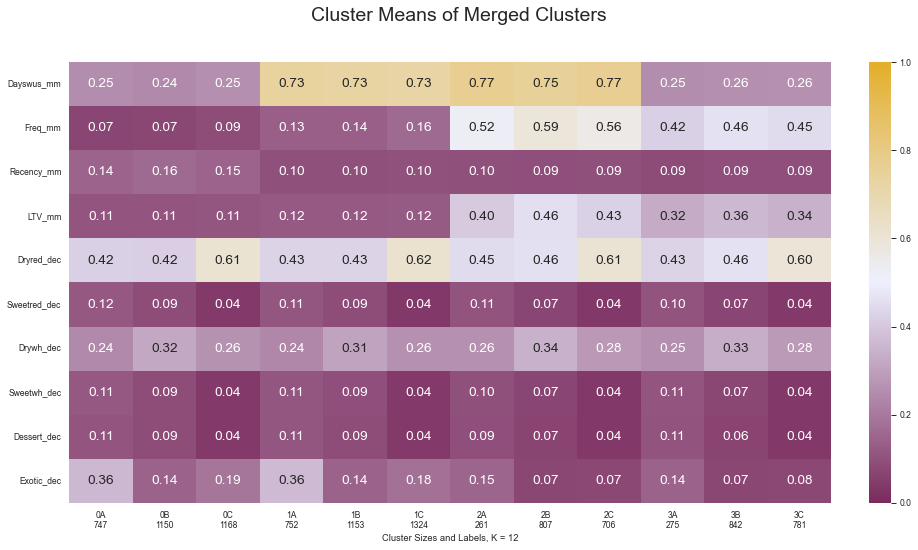 Cluster Means of Merged Clusters
Dayswus_mm 0.25 0.24 0.25 0.73 0.73 0.73 0.77 0.75 0.77 0.25 0.26 0.26
Freq_mm 0.07 0.07 0.09 0.13 0.14 0.16 0.52 0.59 0.56 0.42 0.46 0.45
Recency_mm 0.14 0.16 0.15 0.10 0.10 0.10 0.10 0.09 0.09 0.09 0.09 0.09
LTV_mm 0.11 0.11 0.11 0.12 0.12 0.12 0.40 0.46 0.43 0.32 0.36 0.34
Dryred_dec 0.42 0.42 0.61 0.43 0.43 0.62 0.45 0.46 0.61 0.43 0.46 0.60
Sweetred_dec 0.12 0.09 0.04 0.11 0.09 0.04 0.11 0.07 0.04 0.10 0.07 0.04
Drywh_dec 0.24 0.32 0.26 0.24 0.31 0.26 0.26 0.34 0.28 0.25 0.33 0.28
Sweetwh_dec 0.11 0.09 0.04 0.11 0.09 0.04 0.10 0.07 0.04 0.11 0.07 0.04
Dessert_dec 0.11 0.09 0.04 0.11 0.09 0.04 0.09 0.07 0.04 0.11 0.06 0.04
Exotic_dec 0.36 0.14 0.19 0.36 0.14 0.18 0.15 0.07 0.07 0.14 0.07 0.08
0A 0B 0C 1A 1B 1C 2A 2B 2C 3A 3B 3C
747 1150 1168 752 1153 1324 261 807 706 275 842 781
Cluster Sizes and Labels, K = 12
1.0
0.8
0.6
0.4
0.2
0.0